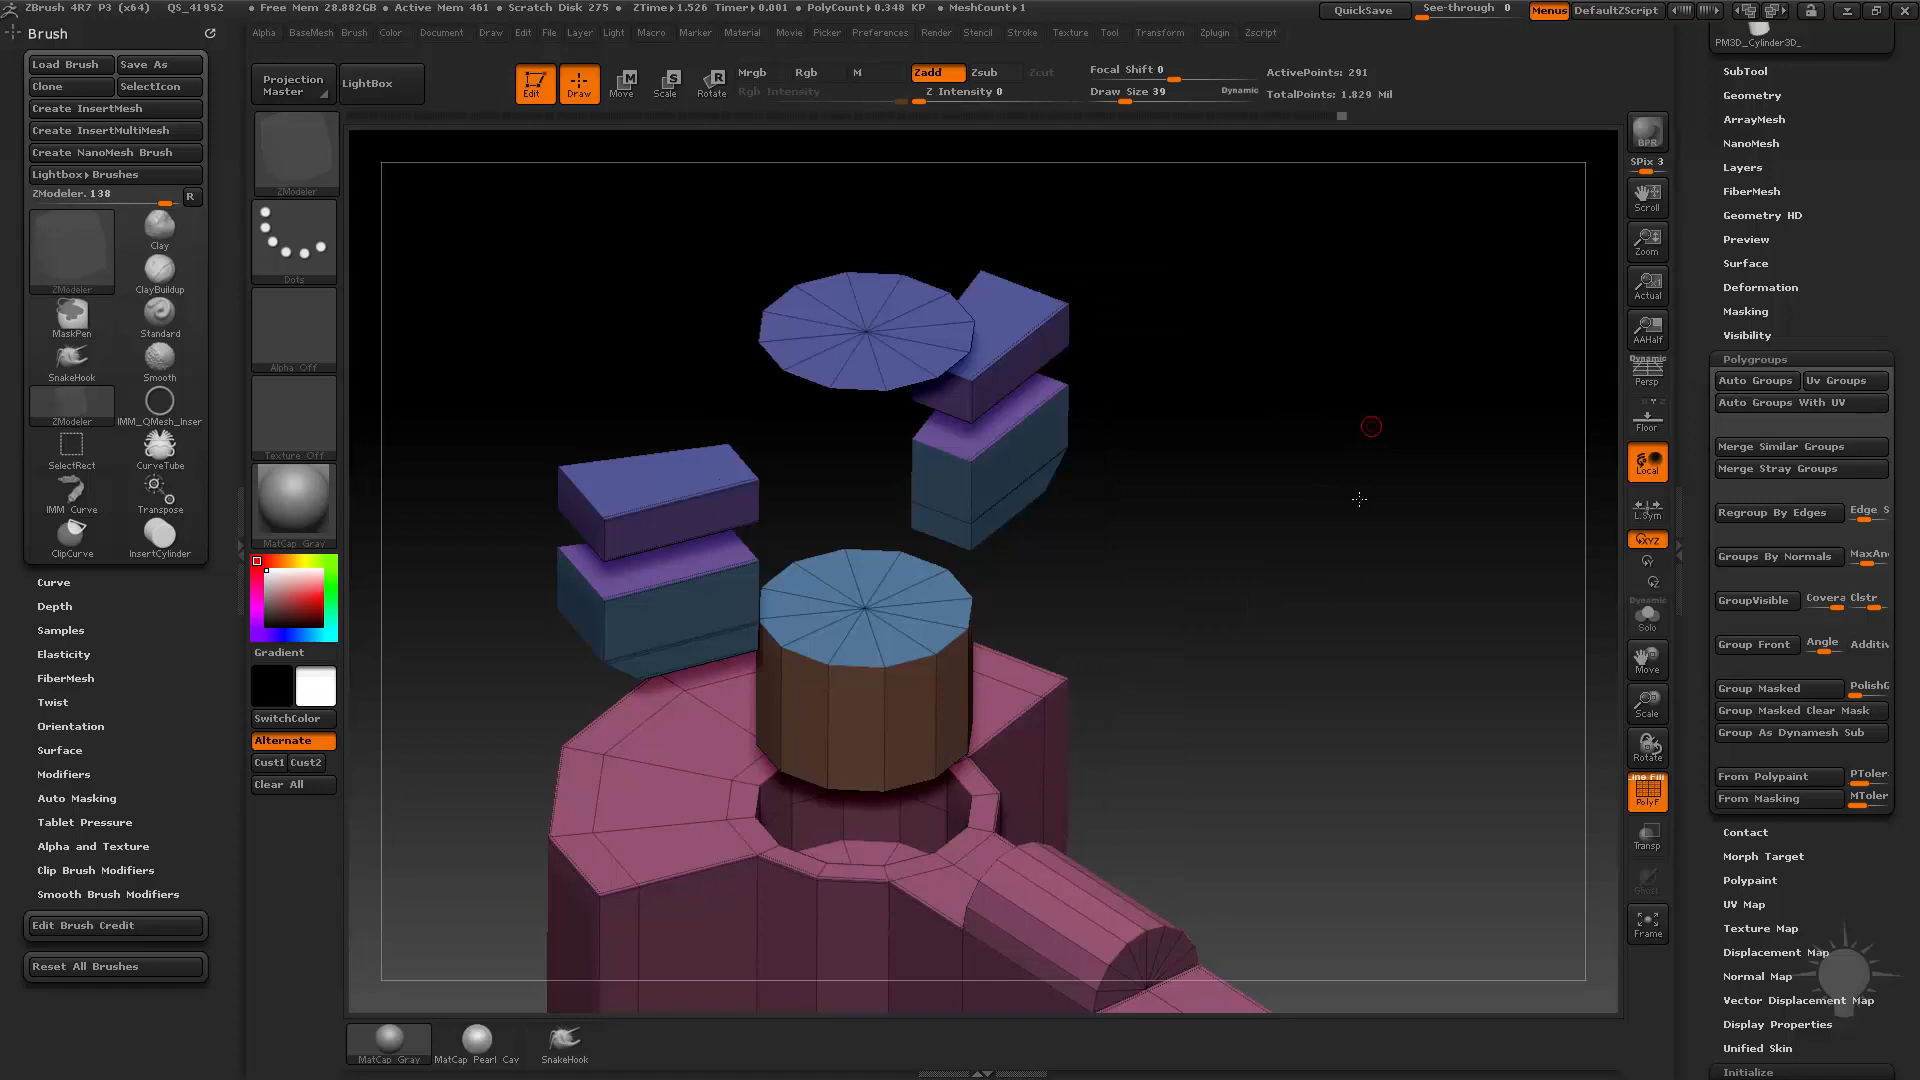 ZBrush 4R7 P3 (x64) QS_41952 • Free Mem 28.882GB • Active Mem 461 • Scratch Disk 275 • ZTime▸1.526 Timer▸0.001 • PolyCount▸0.348 KP • MeshCount▸1 QuickSave See-through 0 Menus DefaultZScript
Brush
Alpha BaseMesh Brush Color Document Draw Edit File Layer Light Macro Marker Material Movie Picker Preferences Render Stencil Stroke Texture Tool Transform Zplugin Zscript
Load Brush Save As
Clone SelectIcon
Create InsertMesh
Create InsertMultiMesh
Create NanoMesh Brush
Lightbox▸Brushes
ZModeler. 138 R
ZModeler
Clay
ClayBuildup
MaskPen Standard
SnakeHook Smooth
ZModeler IMM_QMesh_Inser
SelectRect CurveTube
IMM Curve Transpose
ClipCurve InsertCylinder
Curve
Depth
Samples
Elasticity
FiberMesh
Twist
Orientation
Surface
Modifiers
Auto Masking
Tablet Pressure
Alpha and Texture
Clip Brush Modifiers
Smooth Brush Modifiers
Edit Brush Credit
Reset All Brushes
Projection Master
LightBox
Edit Draw Move Scale Rotate
M S R
Mrgb Rgb M
Rgb Intensity
Zadd Zsub Zcut
Z Intensity 0
Focal Shift 0
Draw Size 39 Dynamic
ActivePoints: 291
TotalPoints: 1.829 Mil
ZModeler
Dots
Alpha Off
Texture Off
MatCap Gray
Gradient
SwitchColor
Alternate
Cust1 Cust2
Clear All
MatCap Gray MatCap Pearl Cav SnakeHook
BPR
SPix 3
Scroll
Zoom
Actual
AAHalf
Dynamic
Persp
Floor
Local
L.Sym
XYZ
Y
Z
Dynamic
Solo
Move
Scale
Rotate
Line Fill
PolyF
Transp
Ghost
Frame
PM3D_Cylinder3D_
SubTool
Geometry
ArrayMesh
NanoMesh
Layers
FiberMesh
Geometry HD
Preview
Surface
Deformation
Masking
Visibility
Polygroups
Auto Groups Uv Groups
Auto Groups With UV
Merge Similar Groups
Merge Stray Groups
Regroup By Edges Edge S
Groups By Normals MaxAn
GroupVisible Covera Clstr
Group Front Angle Additiv
Group Masked PolishG
Group Masked Clear Mask
Group As Dynamesh Sub
From Polypaint PToler
From Masking MToler
Contact
Morph Target
Polypaint
UV Map
Texture Map
Displacement Map
Normal Map
Vector Displacement Map
Display Properties
Unified Skin
Initialize